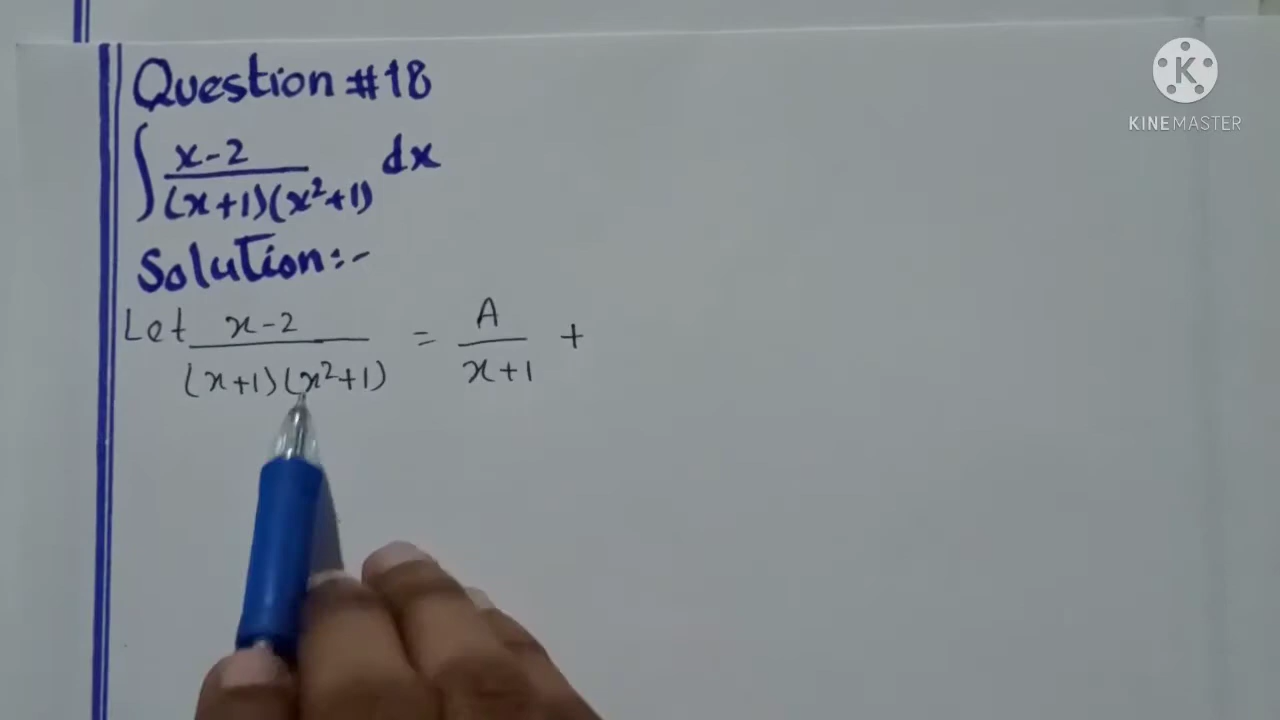 Question #18
∫ x-2 / (x+1)(x²+1) dx
Solution:-
Let x-2 / (x+1)(x²+1) = A / x+1 +
K
KINEMASTER